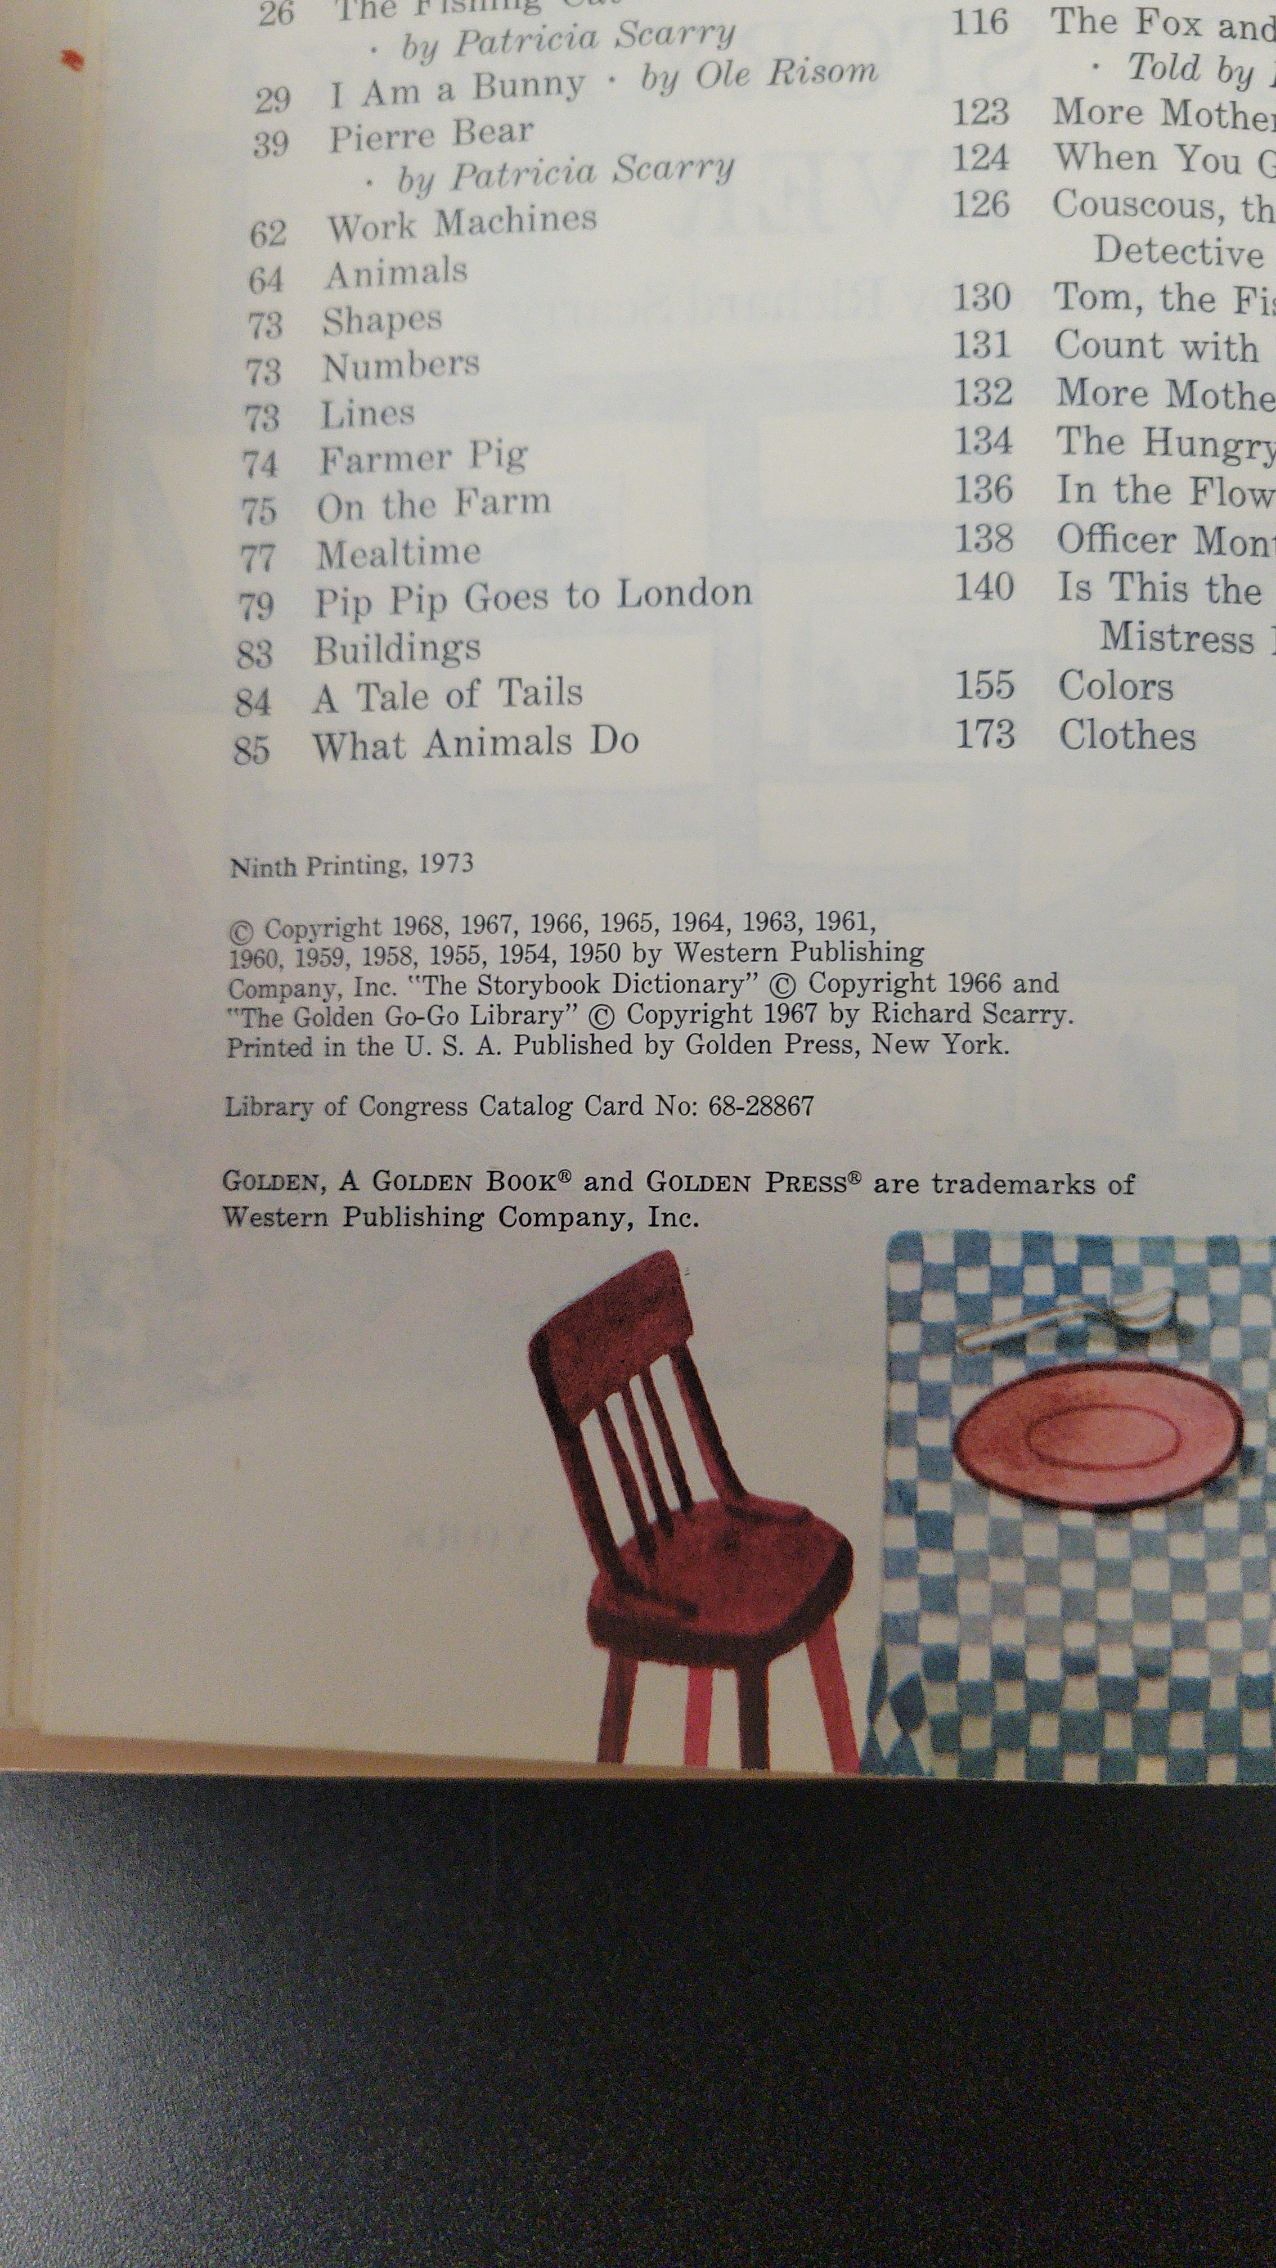 26 The Fishing Cat
· by Patricia Scarry
29 I Am a Bunny · by Ole Risom
39 Pierre Bear
· by Patricia Scarry
62 Work Machines
64 Animals
73 Shapes
73 Numbers
73 Lines
74 Farmer Pig
75 On the Farm
77 Mealtime
79 Pip Pip Goes to London
83 Buildings
84 A Tale of Tails
85 What Animals Do
116 The Fox and
· Told by
123 More Mother
124 When You G
126 Couscous, th
Detective
130 Tom, the Fis
131 Count with
132 More Mothe
134 The Hungry
136 In the Flow
138 Officer Mont
140 Is This the
Mistress
155 Colors
173 Clothes
Ninth Printing, 1973
© Copyright 1968, 1967, 1966, 1965, 1964, 1963, 1961,
1960, 1959, 1958, 1955, 1954, 1950 by Western Publishing
Company, Inc. "The Storybook Dictionary" © Copyright 1966 and
"The Golden Go-Go Library" © Copyright 1967 by Richard Scarry.
Printed in the U. S. A. Published by Golden Press, New York.
Library of Congress Catalog Card No: 68-28867
GOLDEN, A GOLDEN BOOK® and GOLDEN PRESS® are trademarks of
Western Publishing Company, Inc.